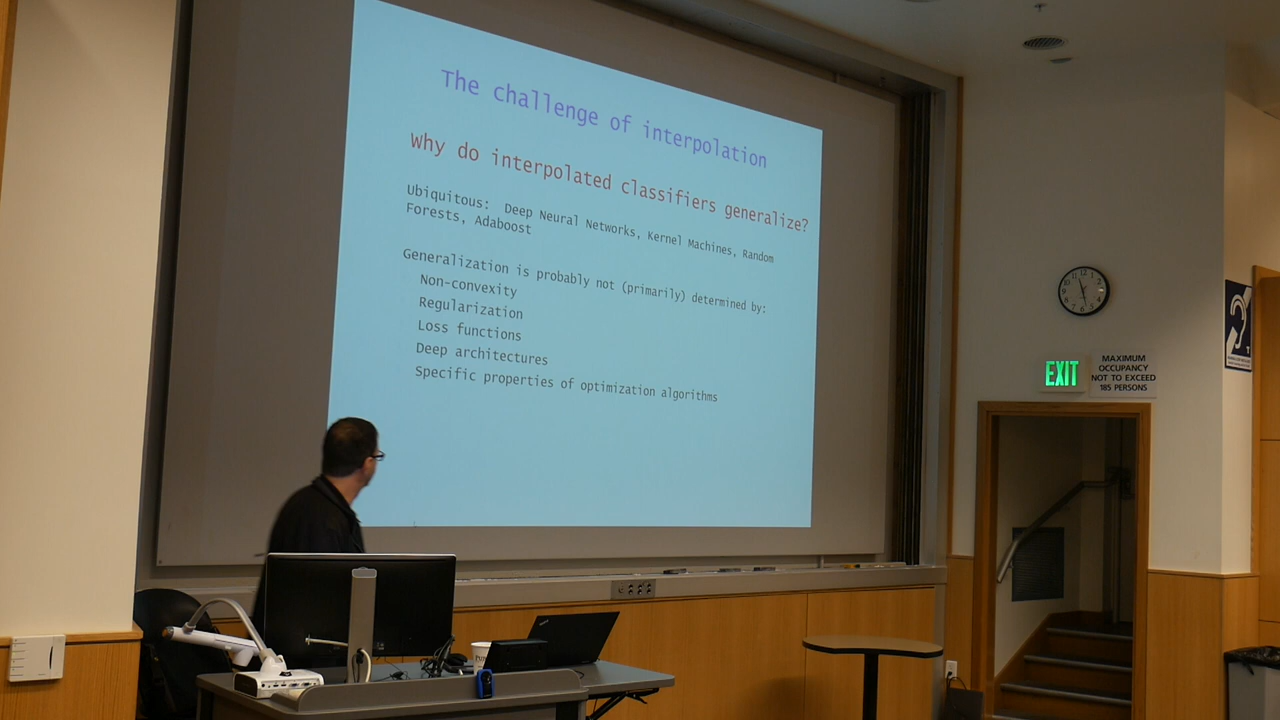 The challenge of interpolation
Why do interpolated classifiers generalize?
Ubiquitous: Deep Neural Networks, Kernel Machines, Random
Forests, Adaboost
Generalization is probably not (primarily) determined by:
Non-convexity
Regularization
Loss functions
Deep architectures
Specific properties of optimization algorithms
EXIT
MAXIMUM
OCCUPANCY
NOT TO EXCEED
185 PERSONS